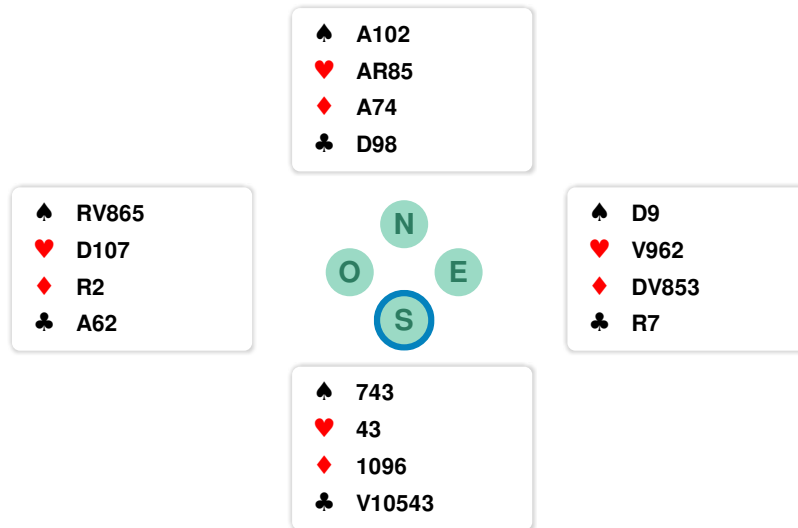 ♠ A102
♥ AR85
♦ A74
♣ D98
♠ RV865
♥ D107
♦ R2
♣ A62
N
O E
S
♠ D9
♥ V962
♦ DV853
♣ R7
♠ 743
♥ 43
♦ 1096
♣ V10543